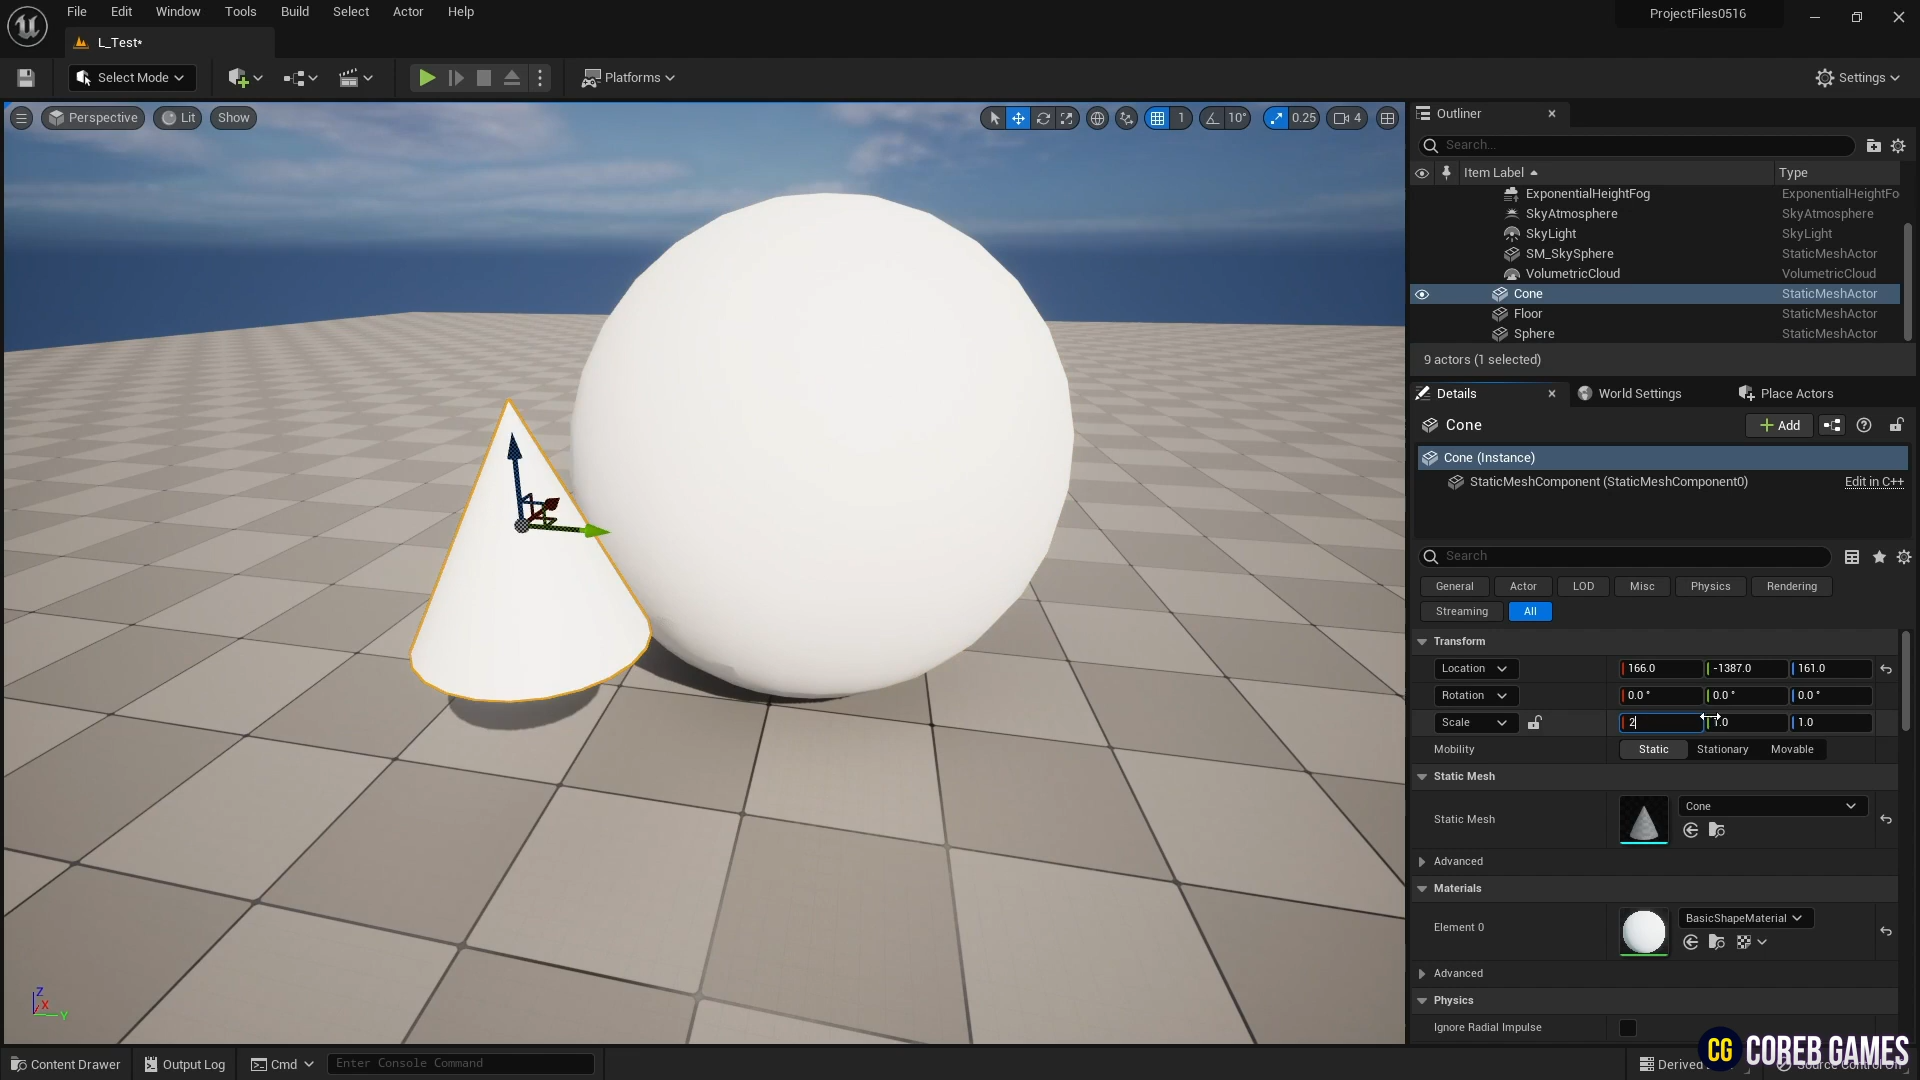 File Edit Window Tools Build Select Actor Help
ProjectFiles0516
L_Test*
Select Mode
Platforms
Settings
Perspective Lit Show
1 10° 0.25 4
Outliner
Search...
Item Label Type
ExponentialHeightFog ExponentialHeightFo
SkyAtmosphere SkyAtmosphere
SkyLight SkyLight
SM_SkySphere StaticMeshActor
VolumetricCloud VolumetricCloud
Cone StaticMeshActor
Floor StaticMeshActor
Sphere StaticMeshActor
9 actors (1 selected)
Details World Settings Place Actors
Cone
Add
Cone (Instance)
StaticMeshComponent (StaticMeshComponent0) Edit in C++
Search
General Actor LOD Misc Physics Rendering
Streaming All
Transform
Location 166.0 -1387.0 161.0
Rotation 0.0 ° 0.0 ° 0.0 °
Scale 2 1.0 1.0
Mobility Static Stationary Movable
Static Mesh
Static Mesh Cone
Advanced
Materials
Element 0 BasicShapeMaterial
Advanced
Physics
Ignore Radial Impulse
Z
X
Y
Content Drawer Output Log Cmd Enter Console Command
Derived
CG COREB GAMES